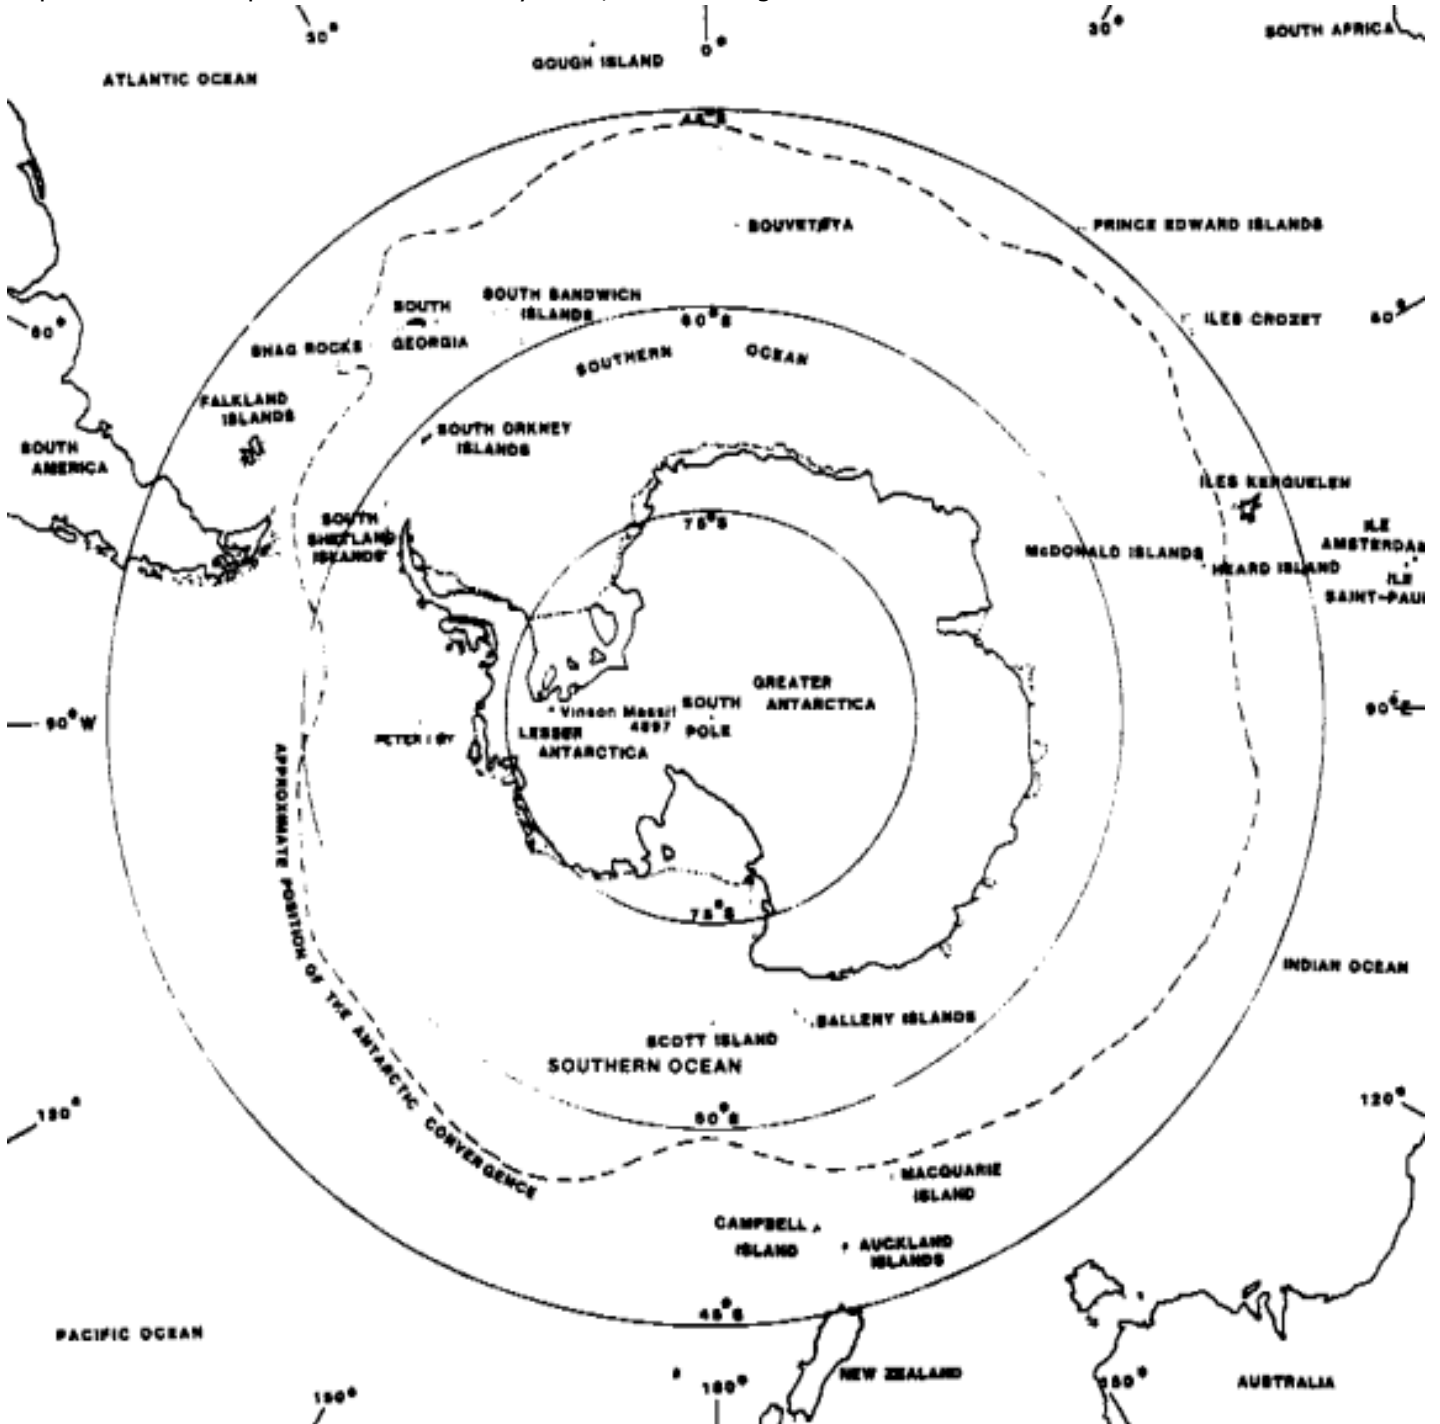 30°
0°
30°
SOUTH AFRICA
GOUGH ISLAND
ATLANTIC OCEAN
BOUVETØYA
PRINCE EDWARD ISLANDS
SOUTH SANDWICH
ISLANDS
SOUTH
GEORGIA
60°
60°S
ILES CROZET
60°
SHAG ROCKS
SOUTHERN OCEAN
FALKLAND
ISLANDS
SOUTH ORKNEY
ISLANDS
SOUTH
AMERICA
ILES KERGUELEN
SOUTH
SHETLAND
ISLANDS
75°S
ILE
AMSTERDAM
McDONALD ISLANDS
HEARD ISLAND
ILE
SAINT-PAUL
GREATER
ANTARCTICA
Vinson Massif
4897
SOUTH
POLE
90°W
90°E
PETER I ØY
LESSER
ANTARCTICA
APPROXIMATE POSITION OF THE ANTARCTIC CONVERGENCE
75°S
INDIAN OCEAN
BALLENY ISLANDS
SCOTT ISLAND
SOUTHERN OCEAN
120°
120°
60°S
MACQUARIE
ISLAND
CAMPBELL
ISLAND
AUCKLAND
ISLANDS
45°S
PACIFIC OCEAN
NEW ZEALAND
150°
180°
150°
AUSTRALIA